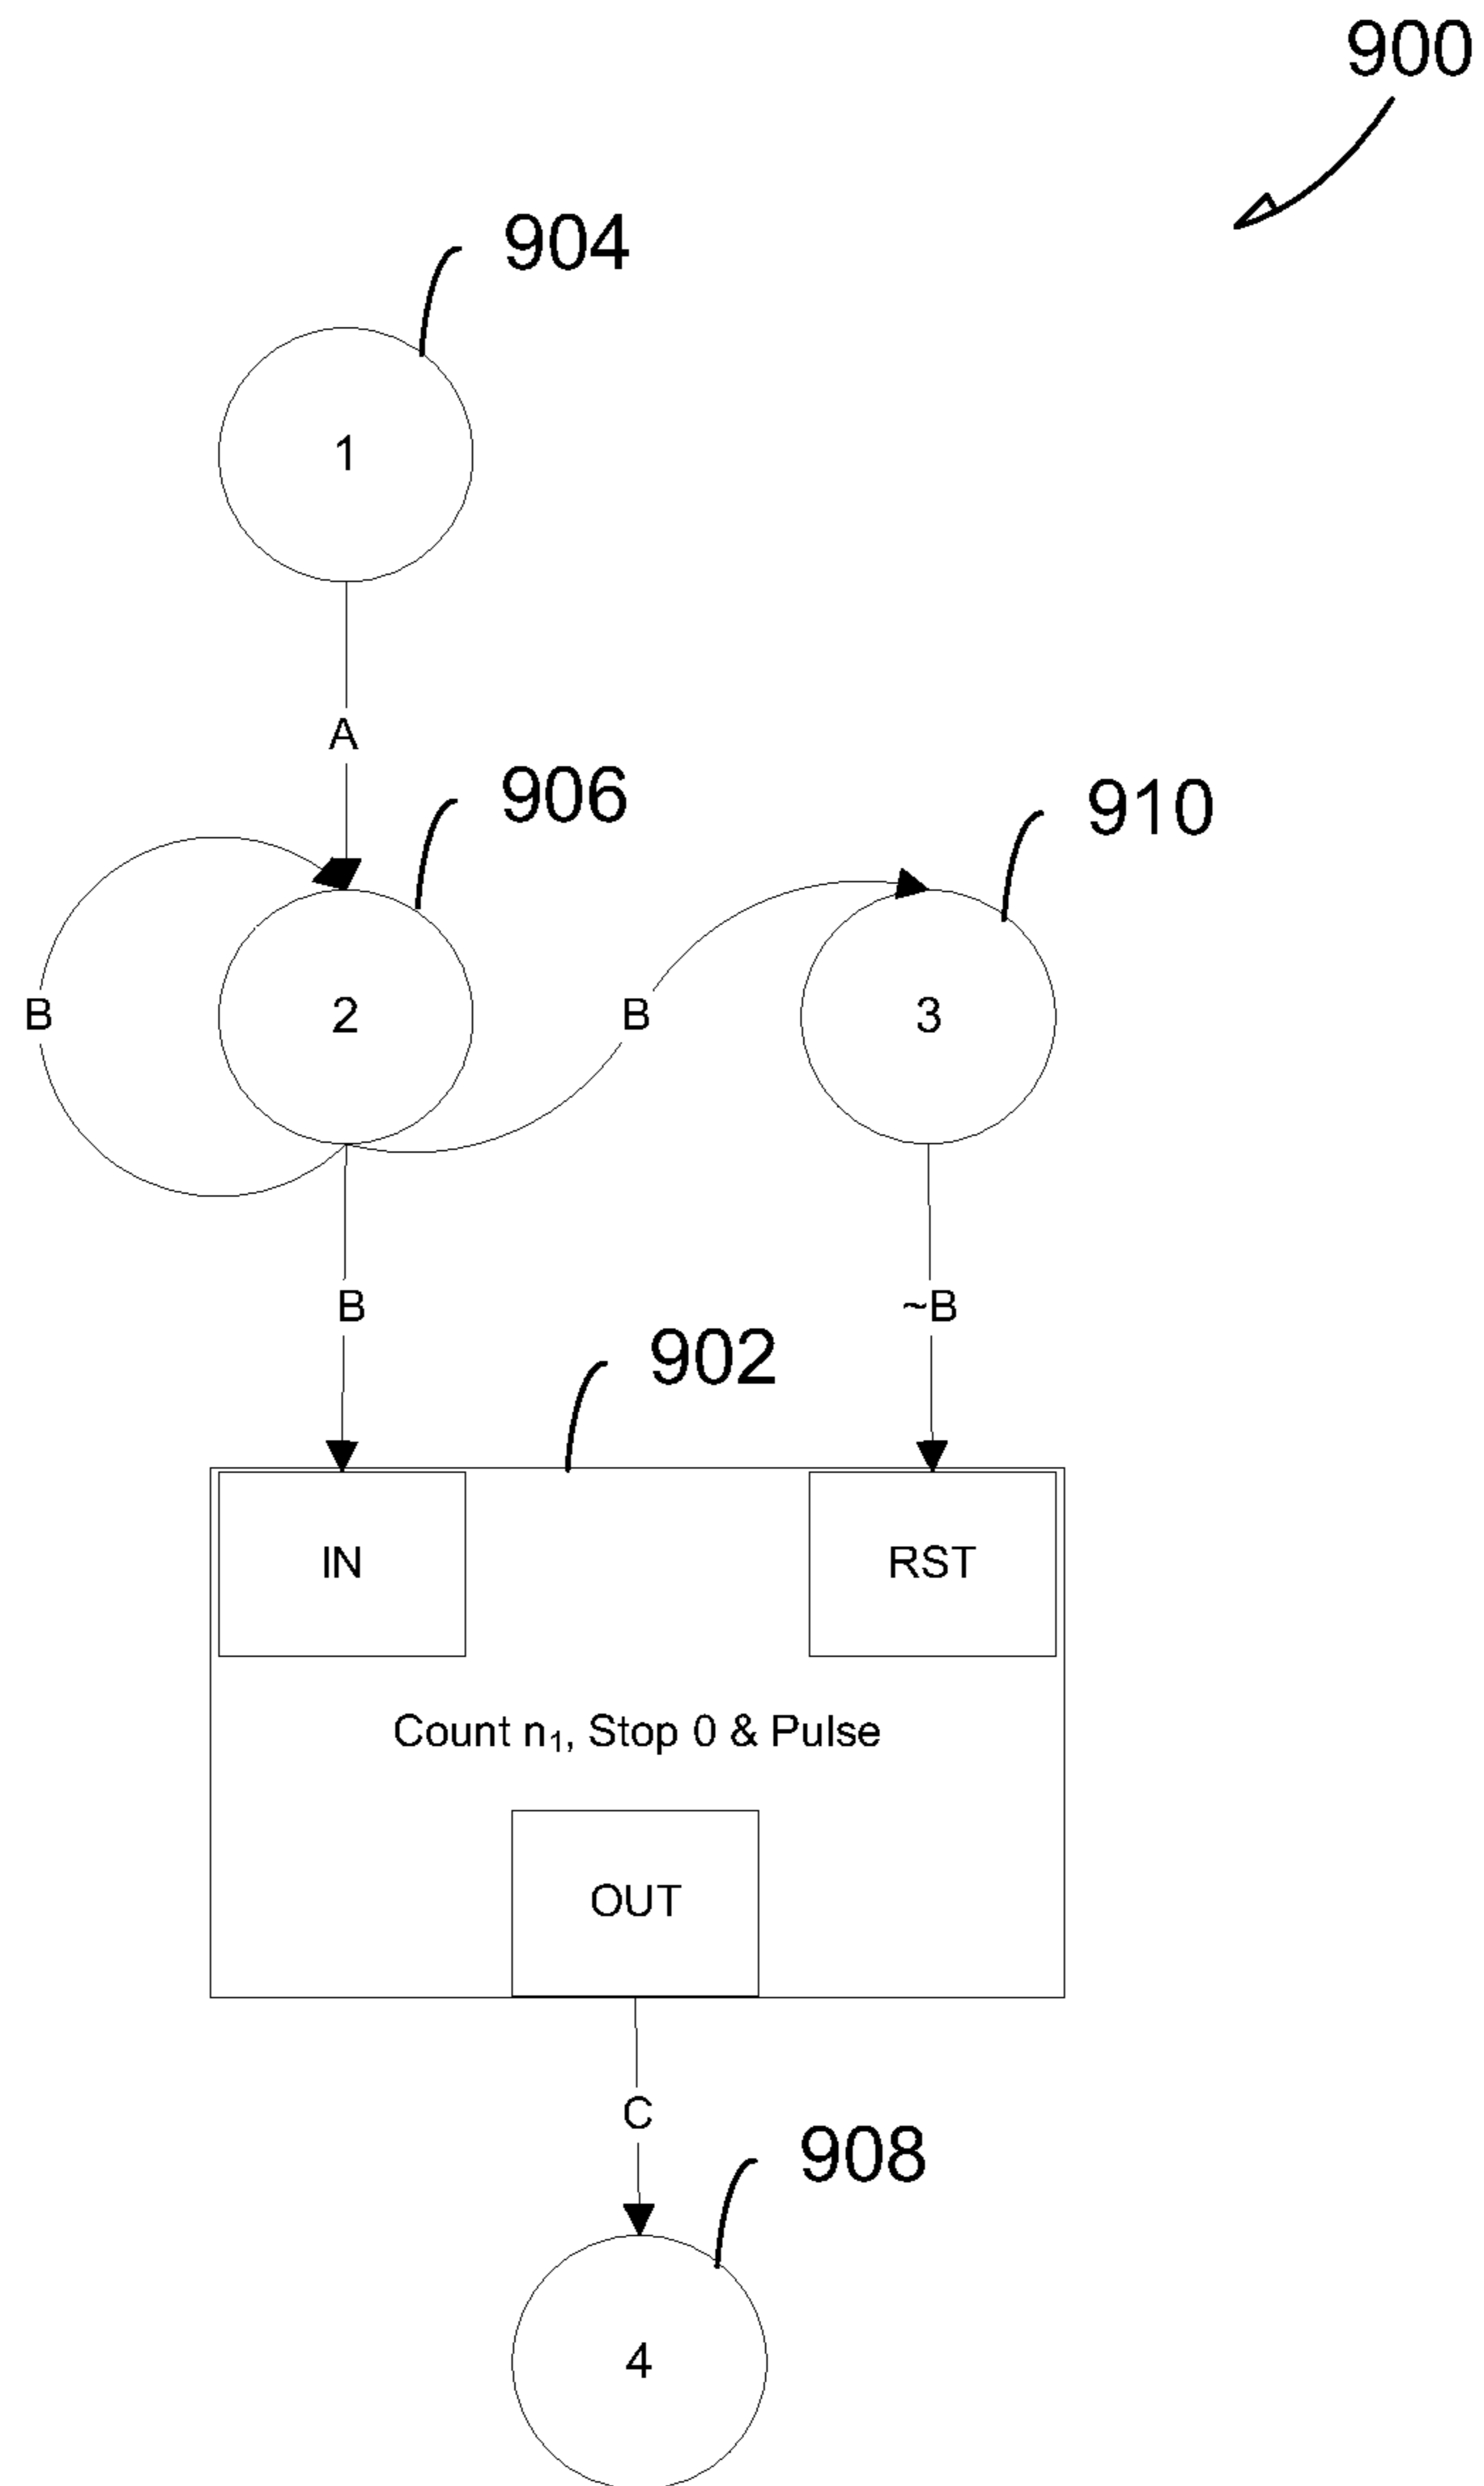 900
904
1
A
906
910
B
2
B
3
B
~B
902
IN
RST
Count n₁, Stop 0 & Pulse
OUT
C
908
4